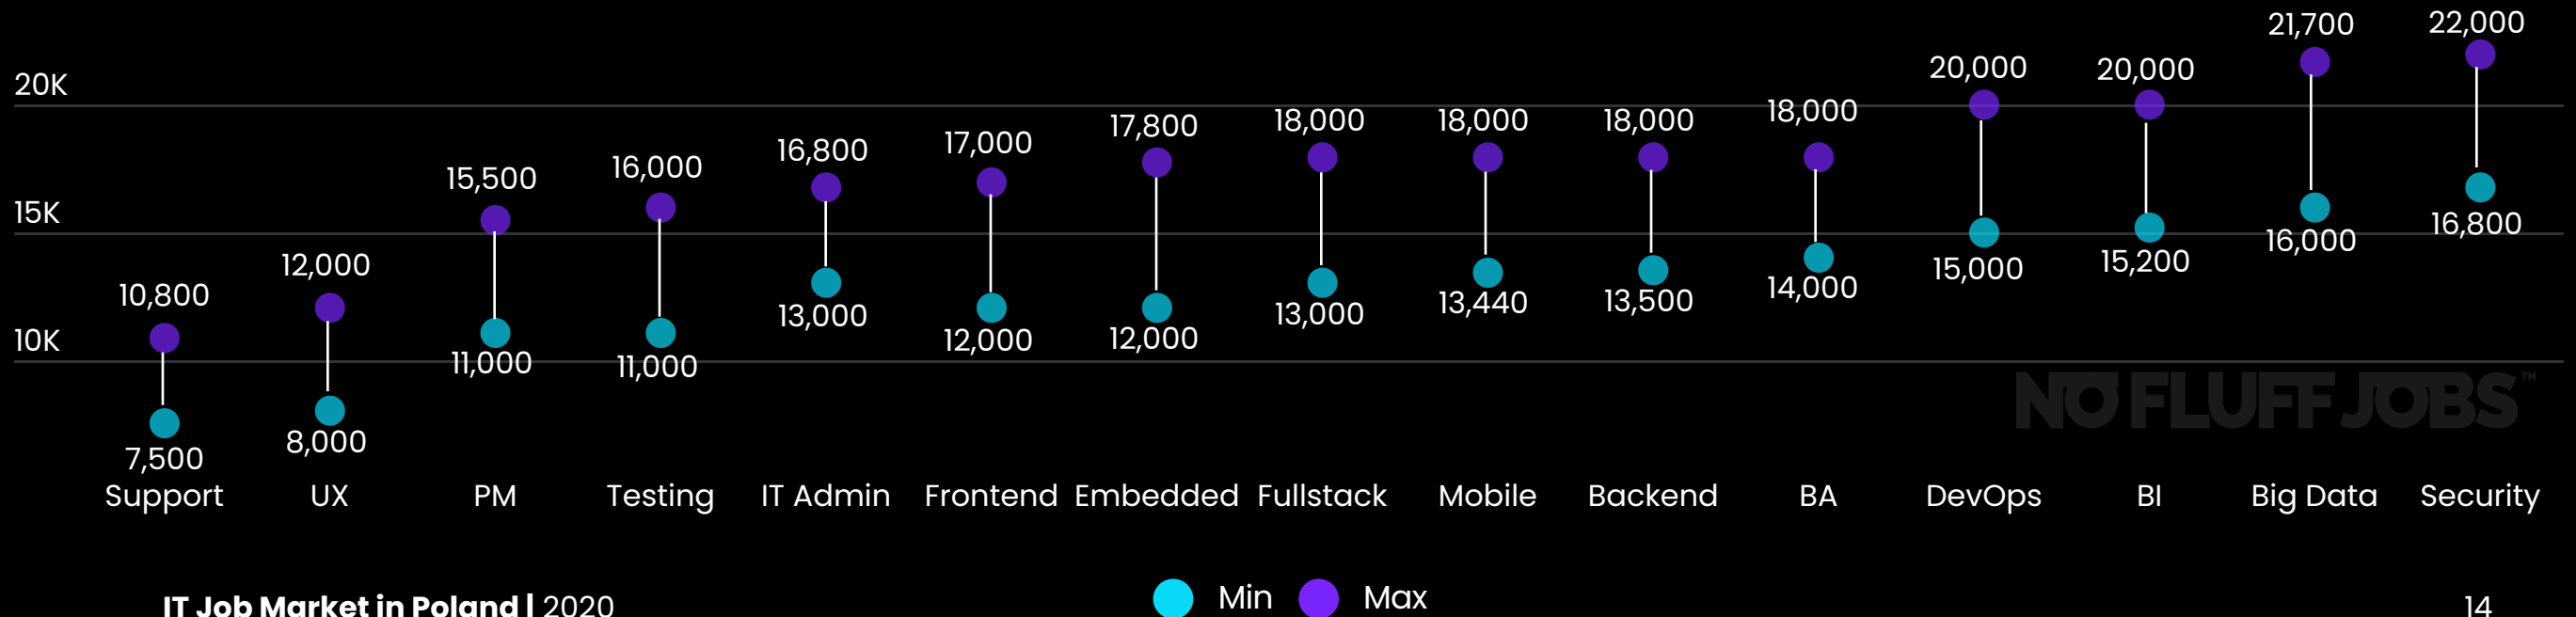 21,700 22,000
20K 20,000 20,000
17,800 18,000 18,000 18,000 18,000
15,500 16,000 16,800 17,000
15K
12,000 16,000 16,800
10,800 13,000 13,000 13,440 13,500 14,000 15,000 15,200
10K 11,000 11,000 12,000 12,000
NO FLUFF JOBS™
7,500 8,000
Support UX PM Testing IT Admin Frontend Embedded Fullstack Mobile Backend BA DevOps BI Big Data Security
Min Max
IT Job Market in Poland | 2020 14